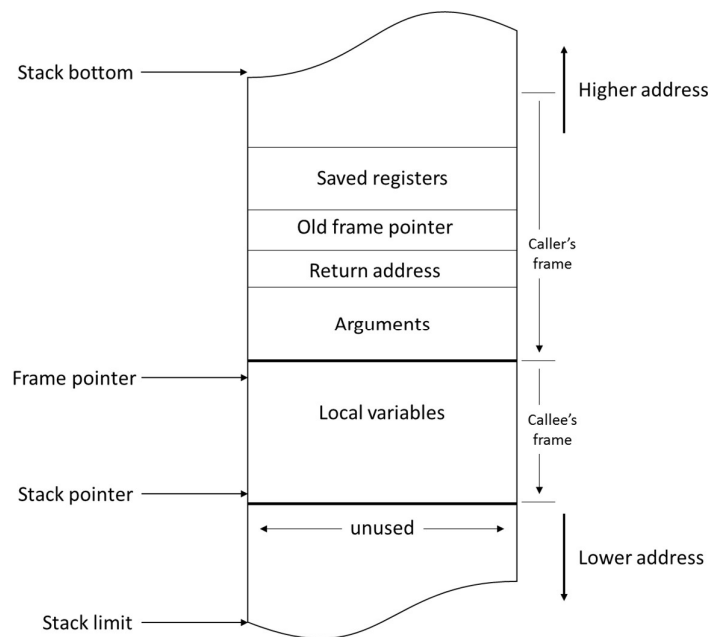 Stack bottom
Higher address
Saved registers
Old frame pointer
Caller's
frame
Return address
Arguments
Frame pointer
Local variables
Callee's
frame
Stack pointer
unused
Lower address
Stack limit